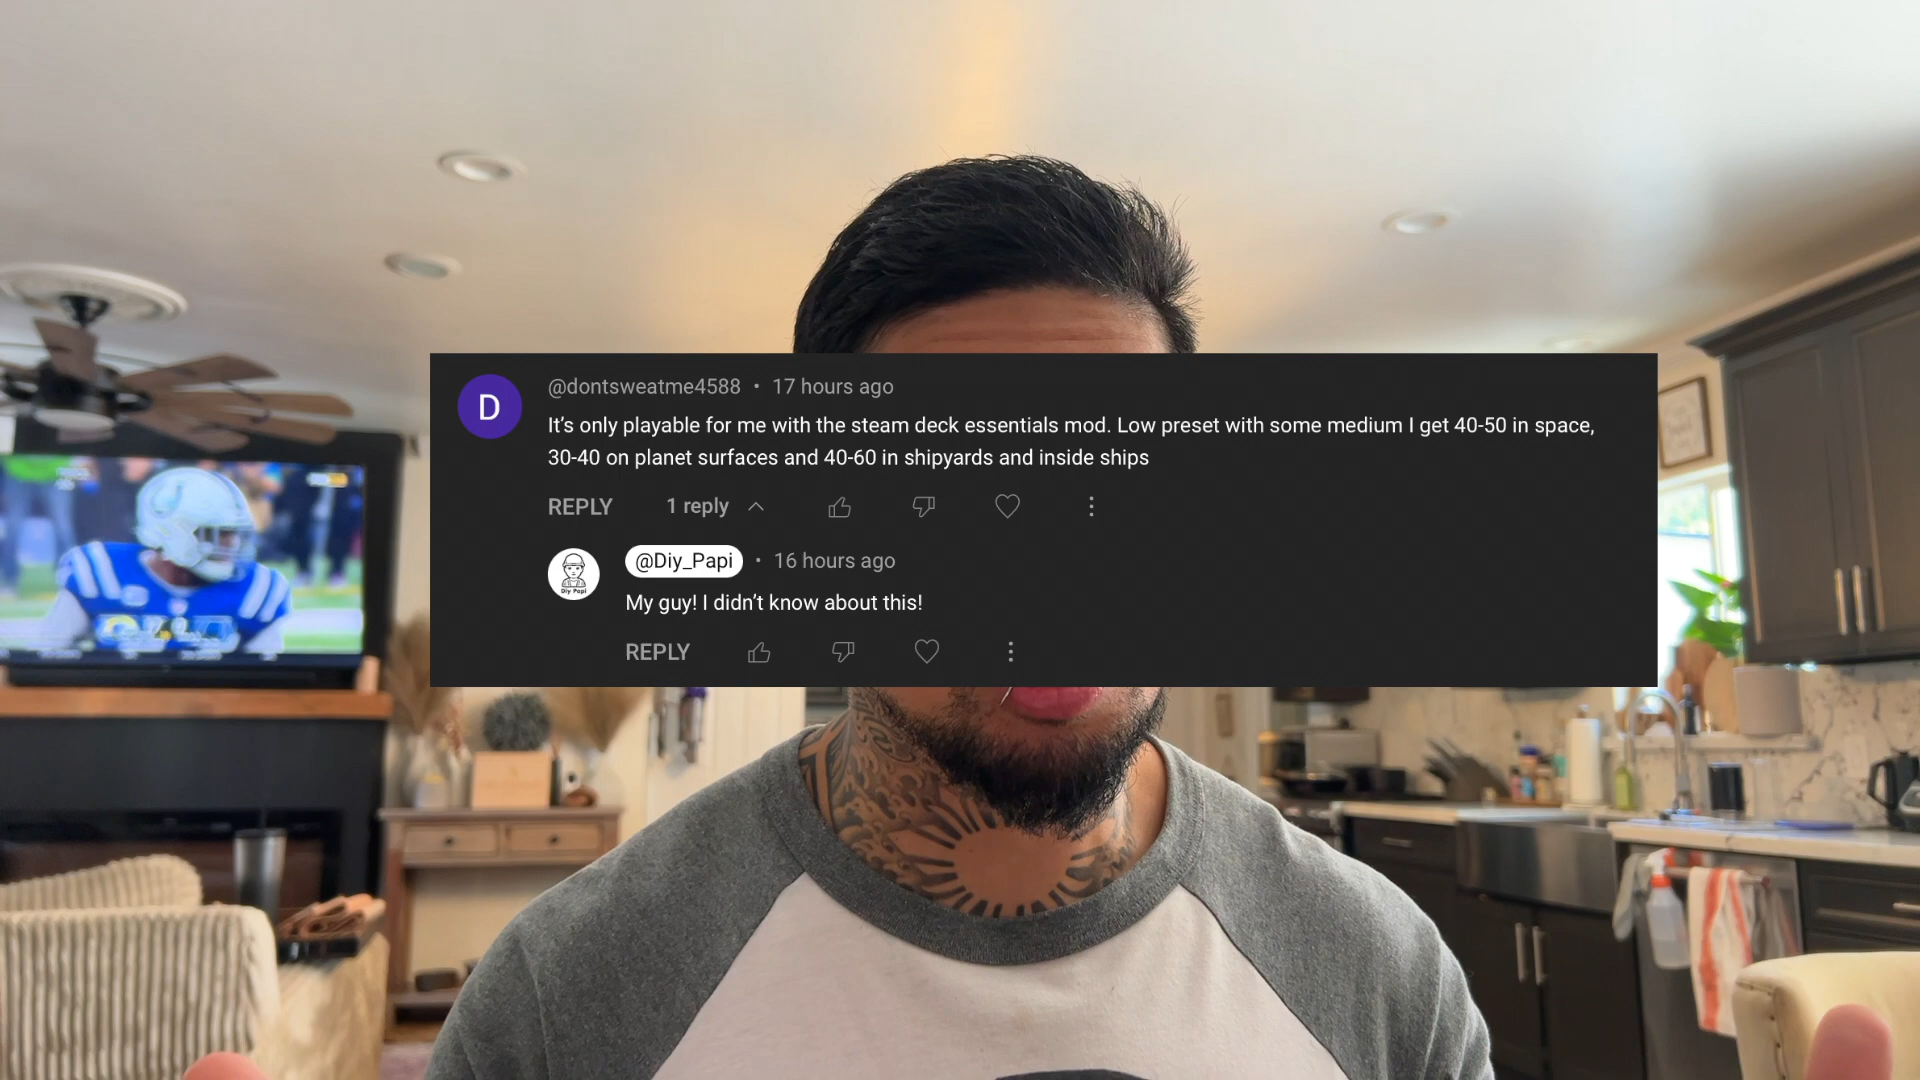 D
@dontsweatme4588 • 17 hours ago
It’s only playable for me with the steam deck essentials mod. Low preset with some medium I get 40-50 in space,
30-40 on planet surfaces and 40-60 in shipyards and inside ships
REPLY 1 reply
@Diy_Papi • 16 hours ago
Diy Papi
My guy! I didn’t know about this!
REPLY